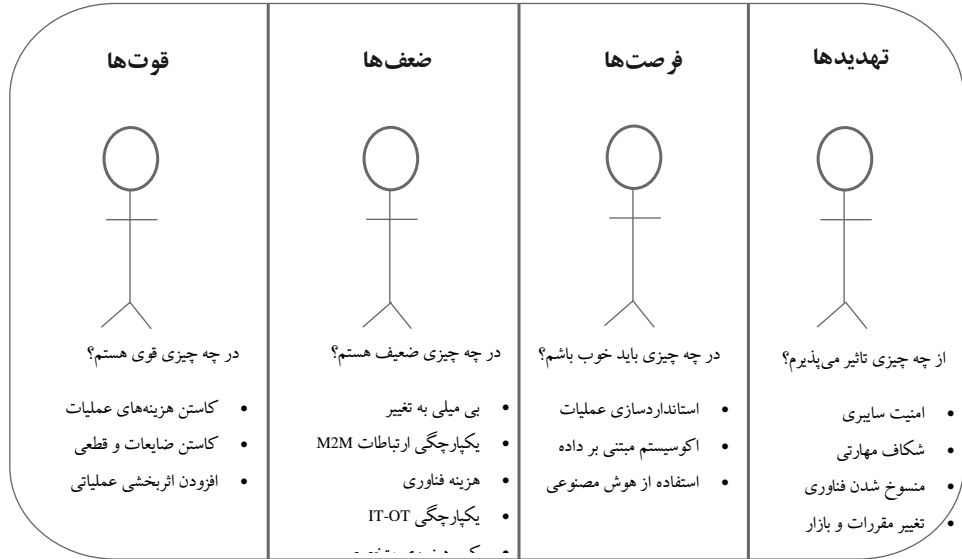 تهدیدها
از چه چیزی تاثیر می‌پذیرم؟
• امنیت سایبری
• شکاف مهارتی
• منسوخ شدن فناوری
• تغییر مقررات و بازار
فرصت‌ها
در چه چیزی باید خوب باشم؟
• استانداردسازی عملیات
• اکوسیستم مبتنی بر داده
• استفاده از هوش مصنوعی
ضعف‌ها
در چه چیزی ضعیف هستم؟
• بی میلی به تغییر
• یکپارچگی ارتباطات M2M
• هزینه فناوری
• یکپارچگی IT-OT
قوت‌ها
در چه چیزی قوی هستم؟
• کاستن هزینه‌های عملیات
• کاستن ضایعات و قطعی
• افزودن اثربخشی عملیاتی